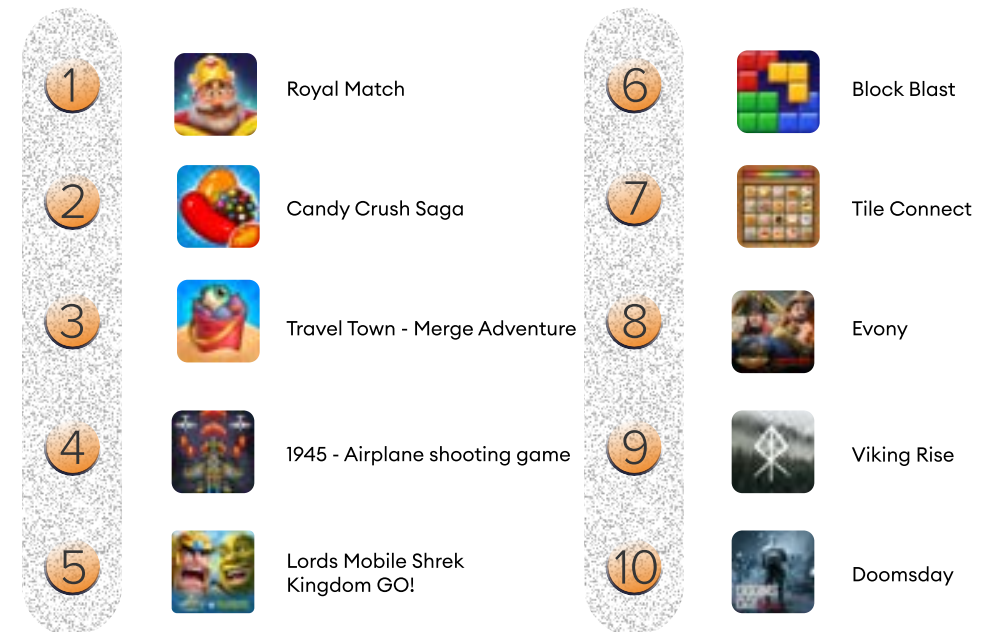 1
Royal Match
2
Candy Crush Saga
3
Travel Town - Merge Adventure
4
1945 - Airplane shooting game
5
Lords Mobile Shrek
Kingdom GO!
6
Block Blast
7
Tile Connect
8
Evony
9
Viking Rise
10
Doomsday
DOOMS